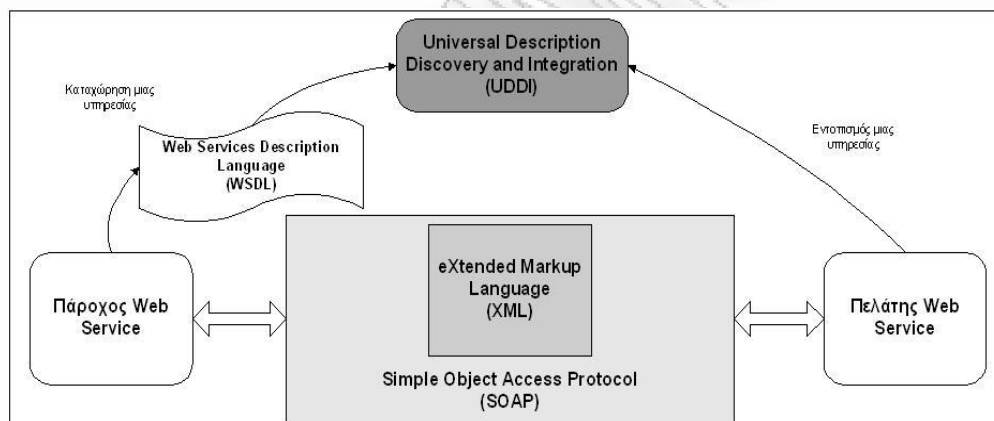 Universal Description
Discovery and Integration
(UDDI)
Καταχώρηση μιας
υπηρεσίας
Εντοπισμός μιας
υπηρεσίας
Web Services Description
Language
(WSDL)
eXtended Markup
Language
(XML)
Πάροχος Web
Service
Πελάτης Web
Service
Simple Object Access Protocol
(SOAP)